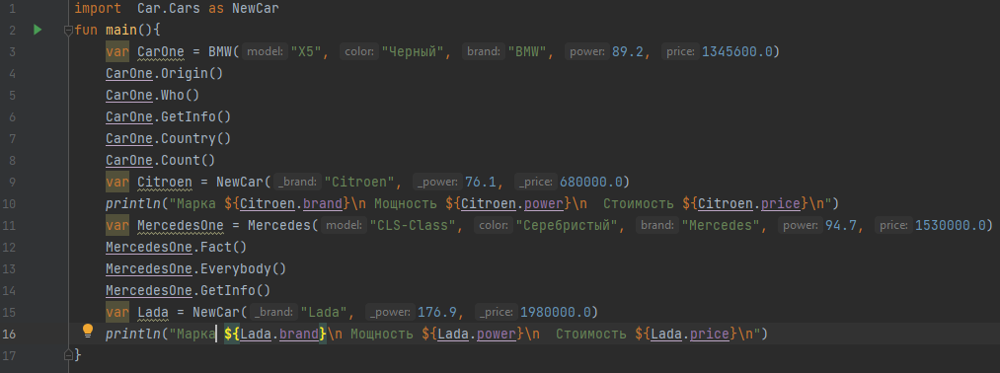 1 import Car.Cars as NewCar
2 fun main(){
3 var CarOne = BMW( model: "X5", color: "Черный", brand: "BMW", power: 89.2, price: 1345600.0)
4 CarOne.Origin()
5 CarOne.Who()
6 CarOne.GetInfo()
7 CarOne.Country()
8 CarOne.Count()
9 var Citroen = NewCar( _brand: "Citroen", _power: 76.1, _price: 680000.0)
10 println("Марка ${Citroen.brand}\n Мощность ${Citroen.power}\n  Стоимость ${Citroen.price}\n")
11 var MercedesOne = Mercedes( model: "CLS-Class", color: "Серебристый", brand: "Mercedes", power: 94.7, price: 1530000.0)
12 MercedesOne.Fact()
13 MercedesOne.Everybody()
14 MercedesOne.GetInfo()
15 var Lada = NewCar( _brand: "Lada", _power: 176.9, _price: 1980000.0)
16 println("Марка ${Lada.brand}\n Мощность ${Lada.power}\n  Стоимость ${Lada.price}\n")
17 }